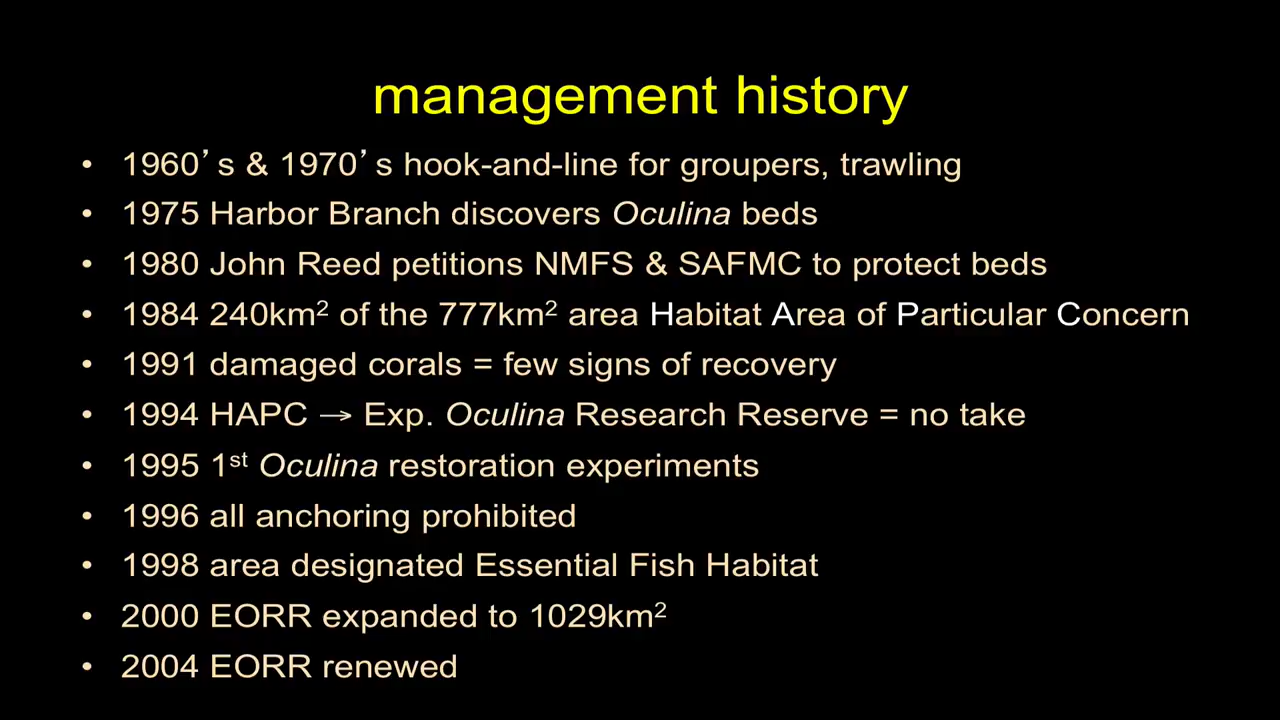 management history
• 1960’s & 1970’s hook-and-line for groupers, trawling
• 1975 Harbor Branch discovers Oculina beds
• 1980 John Reed petitions NMFS & SAFMC to protect beds
• 1984 240km² of the 777km² area Habitat Area of Particular Concern
• 1991 damaged corals = few signs of recovery
• 1994 HAPC → Exp. Oculina Research Reserve = no take
• 1995 1st Oculina restoration experiments
• 1996 all anchoring prohibited
• 1998 area designated Essential Fish Habitat
• 2000 EORR expanded to 1029km²
• 2004 EORR renewed